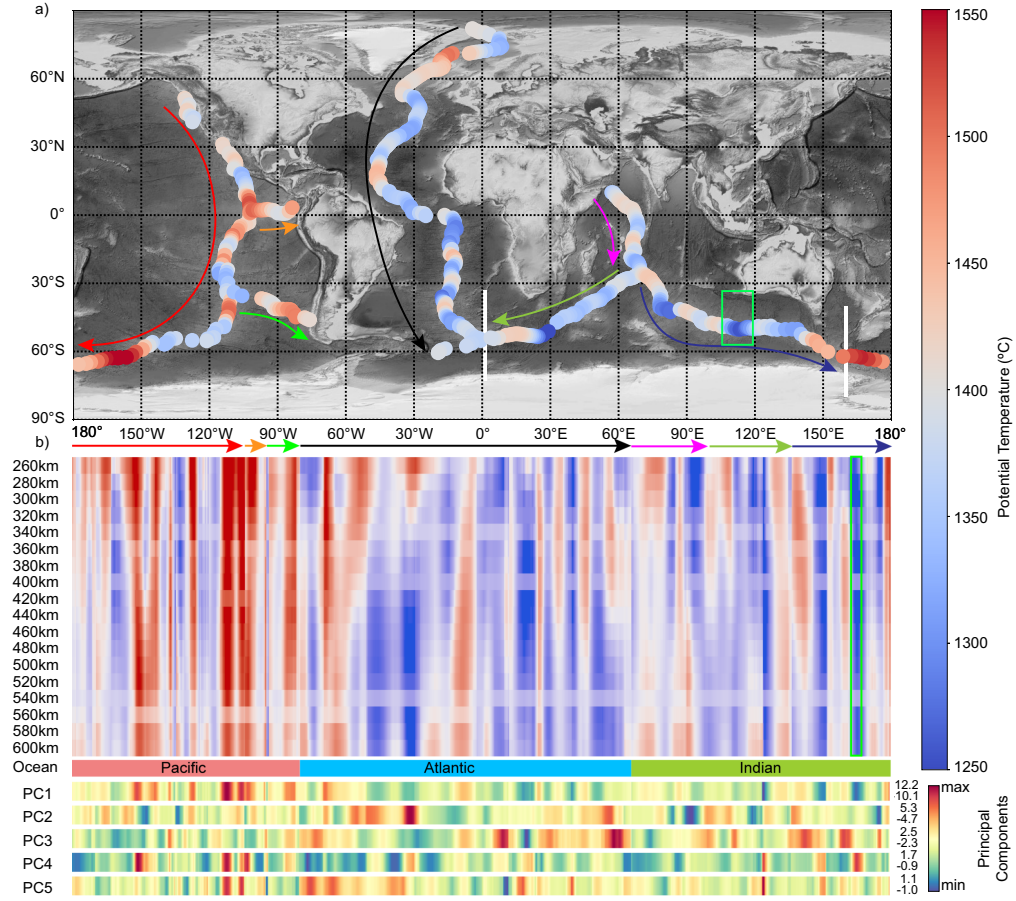 a)
60°N
30°N
0°
30°S
60°S
90°S
180° 150°W 120°W 90°W 60°W 30°W 0° 30°E 60°E 90°E 120°E 150°E 180°
1550
1500
1450
1400
1350
1300
1250
Potential Temperature (ºC)
b)
260km
280km
300km
320km
340km
360km
380km
400km
420km
440km
460km
480km
500km
520km
540km
560km
580km
600km
Ocean Pacific Atlantic Indian
PC1 12.2 -10.1
PC2 5.3 -4.7
PC3 2.5 -2.3
PC4 1.7 -0.9
PC5 1.1 -1.0
max
min
Principal
Components